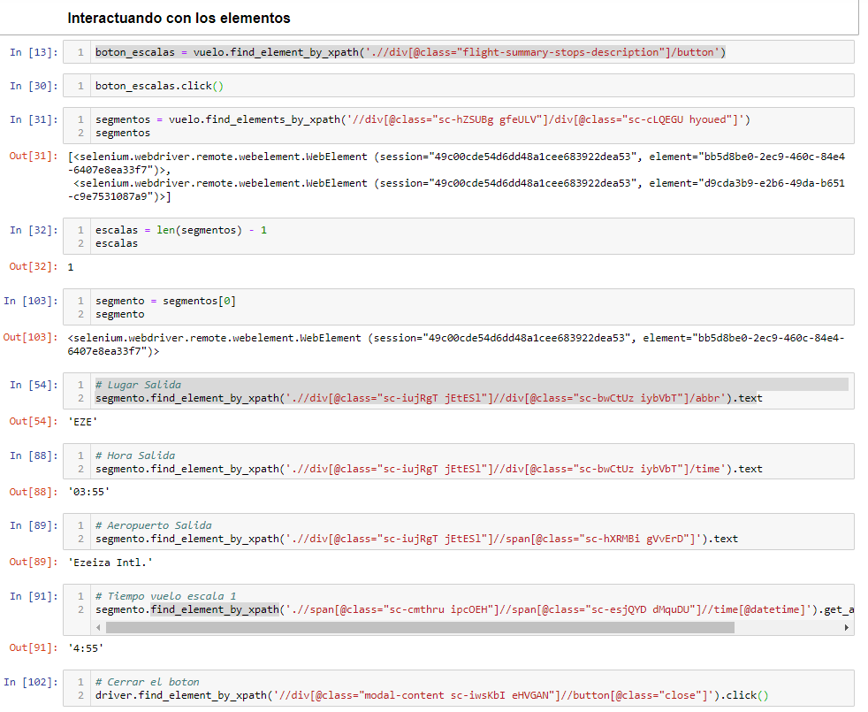 Interactuando con los elementos
In [13]: 1 boton_escalas = vuelo.find_element_by_xpath('.//div[@class="flight-summary-stops-description"]/button')
In [30]: 1 boton_escalas.click()
In [31]: 1 segmentos = vuelo.find_elements_by_xpath('//div[@class="sc-hZSUBg gfeULV"]/div[@class="sc-cLQEGU hyoued"]')
2 segmentos
Out[31]: [<selenium.webdriver.remote.webelement.WebElement (session="49c00cde54d6dd48a1cee683922dea53", element="bb5d8be0-2ec9-460c-84e4
-6407e8ea33f7")>,
<selenium.webdriver.remote.webelement.WebElement (session="49c00cde54d6dd48a1cee683922dea53", element="d9cda3b9-e2b6-49da-b651
-c9e7531087a9")>]
In [32]: 1 escalas = len(segmentos) - 1
2 escalas
Out[32]: 1
In [103]: 1 segmento = segmentos[0]
2 segmento
Out[103]: <selenium.webdriver.remote.webelement.WebElement (session="49c00cde54d6dd48a1cee683922dea53", element="bb5d8be0-2ec9-460c-84e4-
6407e8ea33f7")>
In [54]: 1 # Lugar Salida
2 segmento.find_element_by_xpath('.//div[@class="sc-iujRgT jEtESl"]//div[@class="sc-bwCtUz iybVbT"]/abbr').text
Out[54]: 'EZE'
In [88]: 1 # Hora Salida
2 segmento.find_element_by_xpath('.//div[@class="sc-iujRgT jEtESl"]//div[@class="sc-bwCtUz iybVbT"]/time').text
Out[88]: '03:55'
In [89]: 1 # Aeropuerto Salida
2 segmento.find_element_by_xpath('.//div[@class="sc-iujRgT jEtESl"]//span[@class="sc-hXRMBi gVvErD"]').text
Out[89]: 'Ezeiza Intl.'
In [91]: 1 # Tiempo vuelo escala 1
2 segmento.find_element_by_xpath('.//span[@class="sc-cmthru ipcOEH"]//span[@class="sc-esjQYD dMquDU"]//time[@datetime]').get_a
Out[91]: '4:55'
In [102]: 1 # Cerrar el boton
2 driver.find_element_by_xpath('//div[@class="modal-content sc-iwsKbI eHVGAN"]//button[@class="close"]').click()